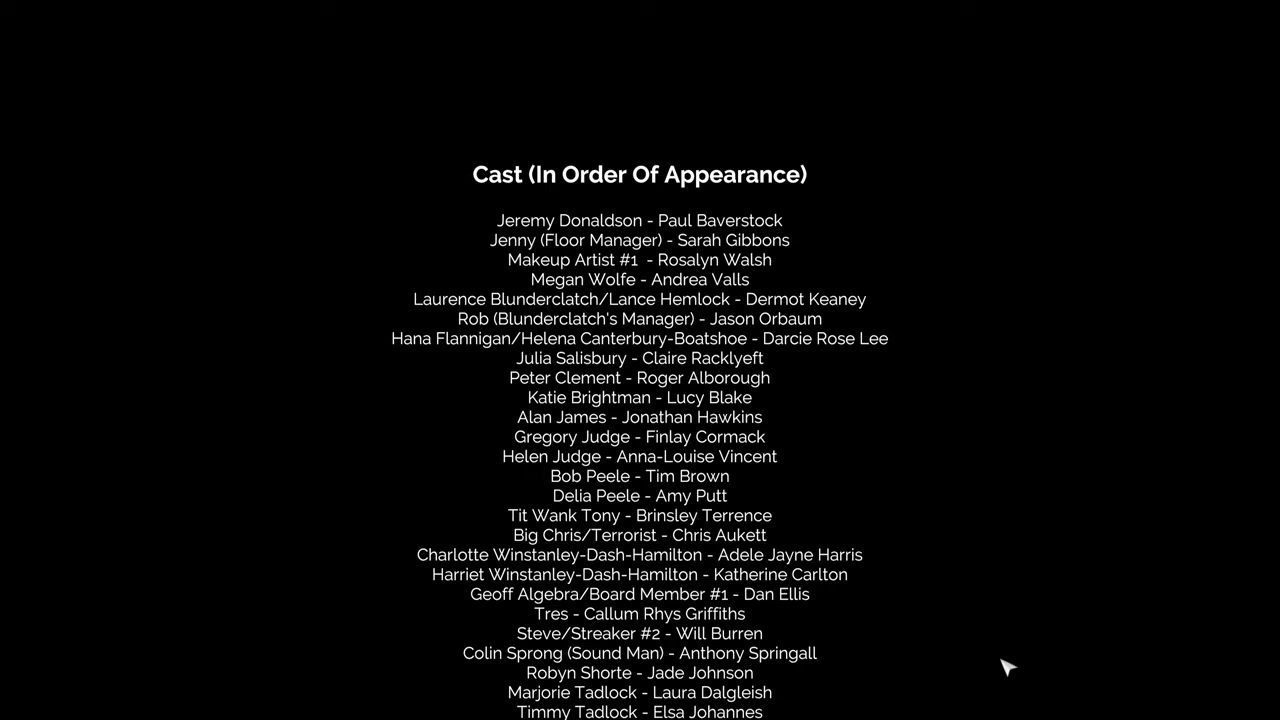 Cast (In Order Of Appearance)
Jeremy Donaldson - Paul Baverstock
Jenny (Floor Manager) - Sarah Gibbons
Makeup Artist #1  - Rosalyn Walsh
Megan Wolfe - Andrea Valls
Laurence Blunderclatch/Lance Hemlock - Dermot Keaney
Rob (Blunderclatch's Manager) - Jason Orbaum
Hana Flannigan/Helena Canterbury-Boatshoe - Darcie Rose Lee
Julia Salisbury - Claire Racklyeft
Peter Clement - Roger Alborough
Katie Brightman - Lucy Blake
Alan James - Jonathan Hawkins
Gregory Judge - Finlay Cormack
Helen Judge - Anna-Louise Vincent
Bob Peele - Tim Brown
Delia Peele - Amy Putt
Tit Wank Tony - Brinsley Terrence
Big Chris/Terrorist - Chris Aukett
Charlotte Winstanley-Dash-Hamilton - Adele Jayne Harris
Harriet Winstanley-Dash-Hamilton - Katherine Carlton
Geoff Algebra/Board Member #1 - Dan Ellis
Tres - Callum Rhys Griffiths
Steve/Streaker #2 - Will Burren
Colin Sprong (Sound Man) - Anthony Springall
Robyn Shorte - Jade Johnson
Marjorie Tadlock - Laura Dalgleish
Timmy Tadlock - Elsa Johannes